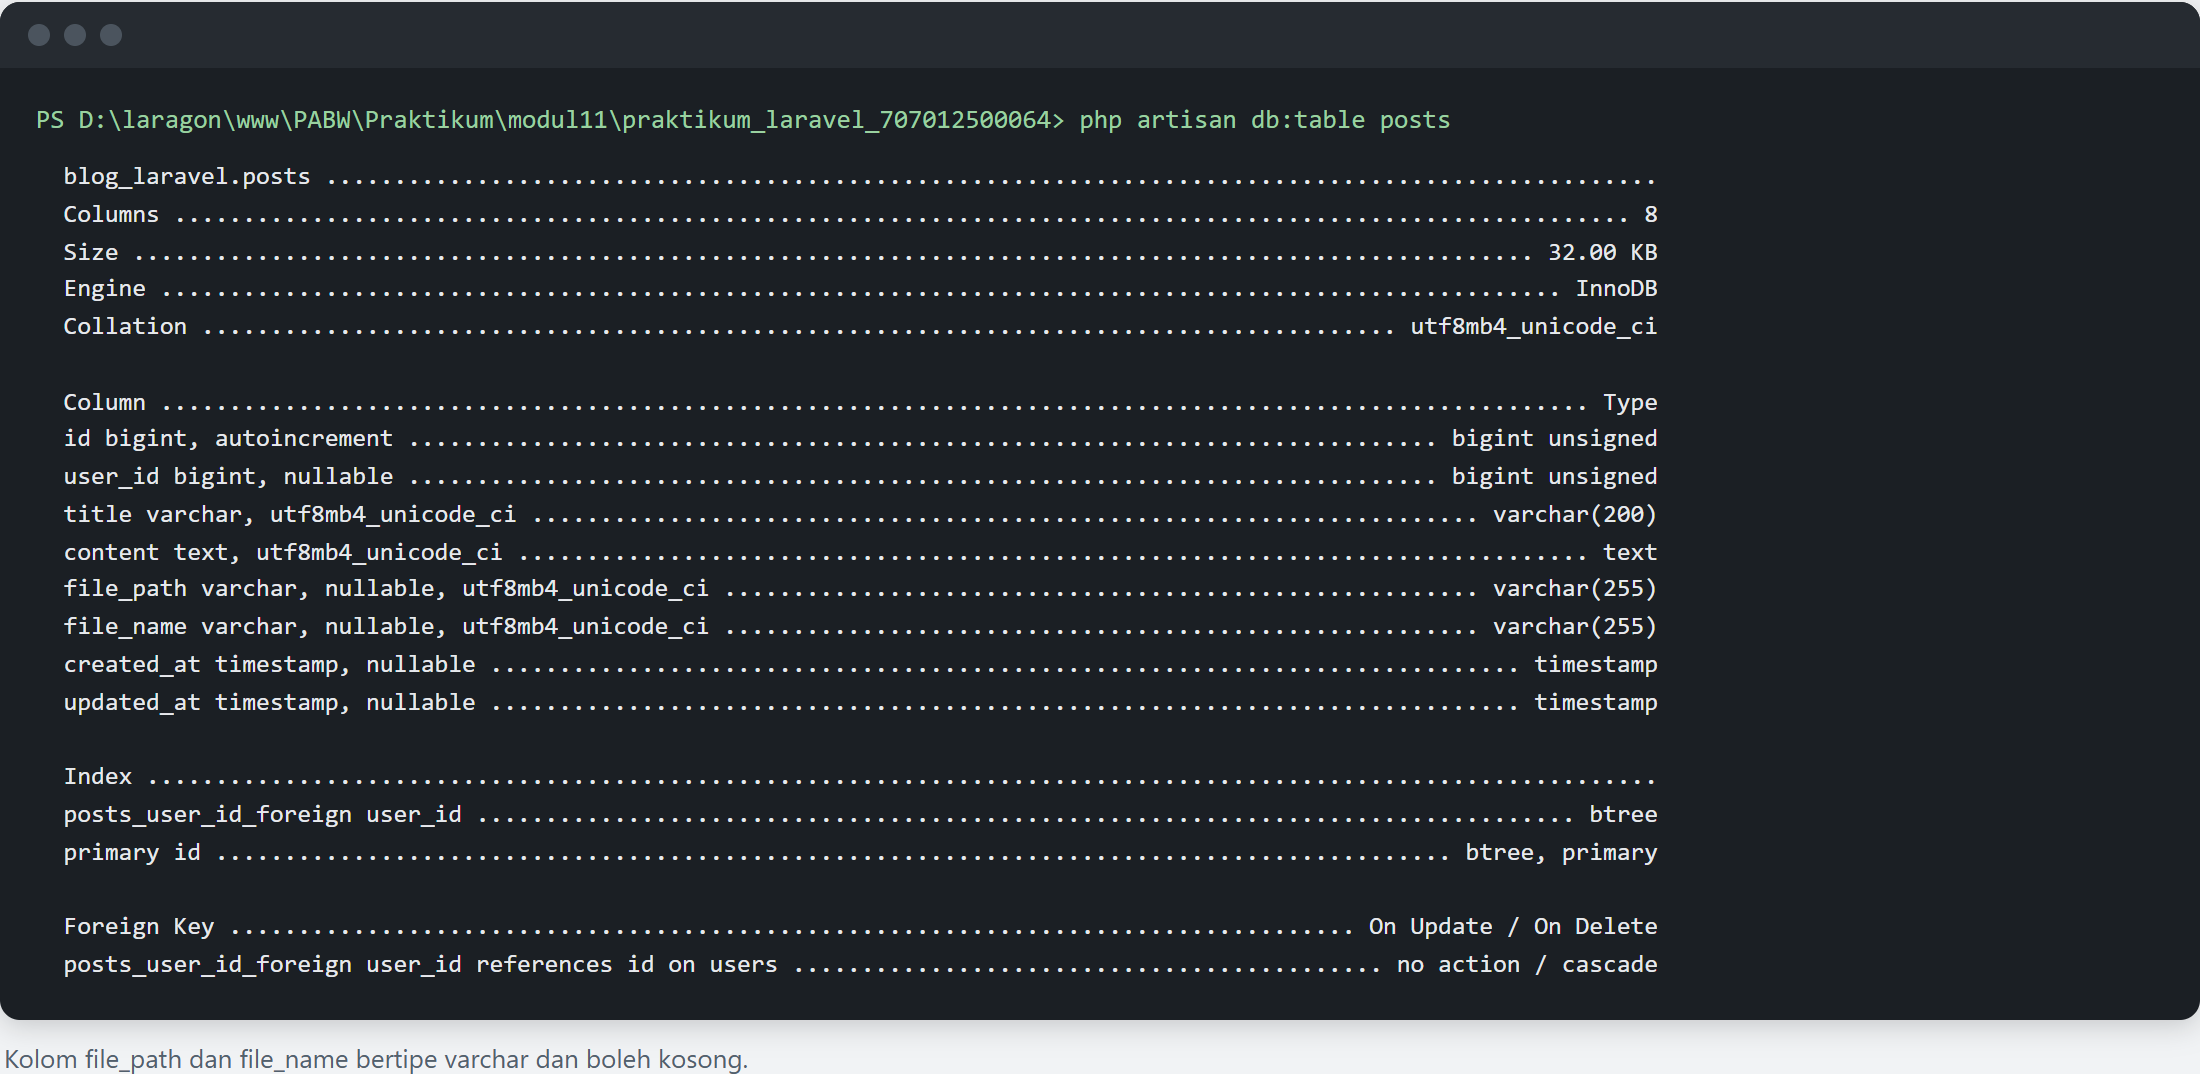 PS D:\laragon\www\PABW\Praktikum\modul11\praktikum_laravel_707012500064> php artisan db:table posts
blog_laravel.posts .................................................................................................
Columns .......................................................................................................... 8
Size ...................................................................................................... 32.00 KB
Engine ...................................................................................................... InnoDB
Collation ....................................................................................... utf8mb4_unicode_ci
Column ........................................................................................................ Type
id bigint, autoincrement ........................................................................... bigint unsigned
user_id bigint, nullable ........................................................................... bigint unsigned
title varchar, utf8mb4_unicode_ci ..................................................................... varchar(200)
content text, utf8mb4_unicode_ci .............................................................................. text
file_path varchar, nullable, utf8mb4_unicode_ci ....................................................... varchar(255)
file_name varchar, nullable, utf8mb4_unicode_ci ....................................................... varchar(255)
created_at timestamp, nullable ........................................................................... timestamp
updated_at timestamp, nullable ........................................................................... timestamp
Index ..............................................................................................................
posts_user_id_foreign user_id ................................................................................ btree
primary id .......................................................................................... btree, primary
Foreign Key .................................................................................. On Update / On Delete
posts_user_id_foreign user_id references id on users ........................................... no action / cascade
Kolom file_path dan file_name bertipe varchar dan boleh kosong.